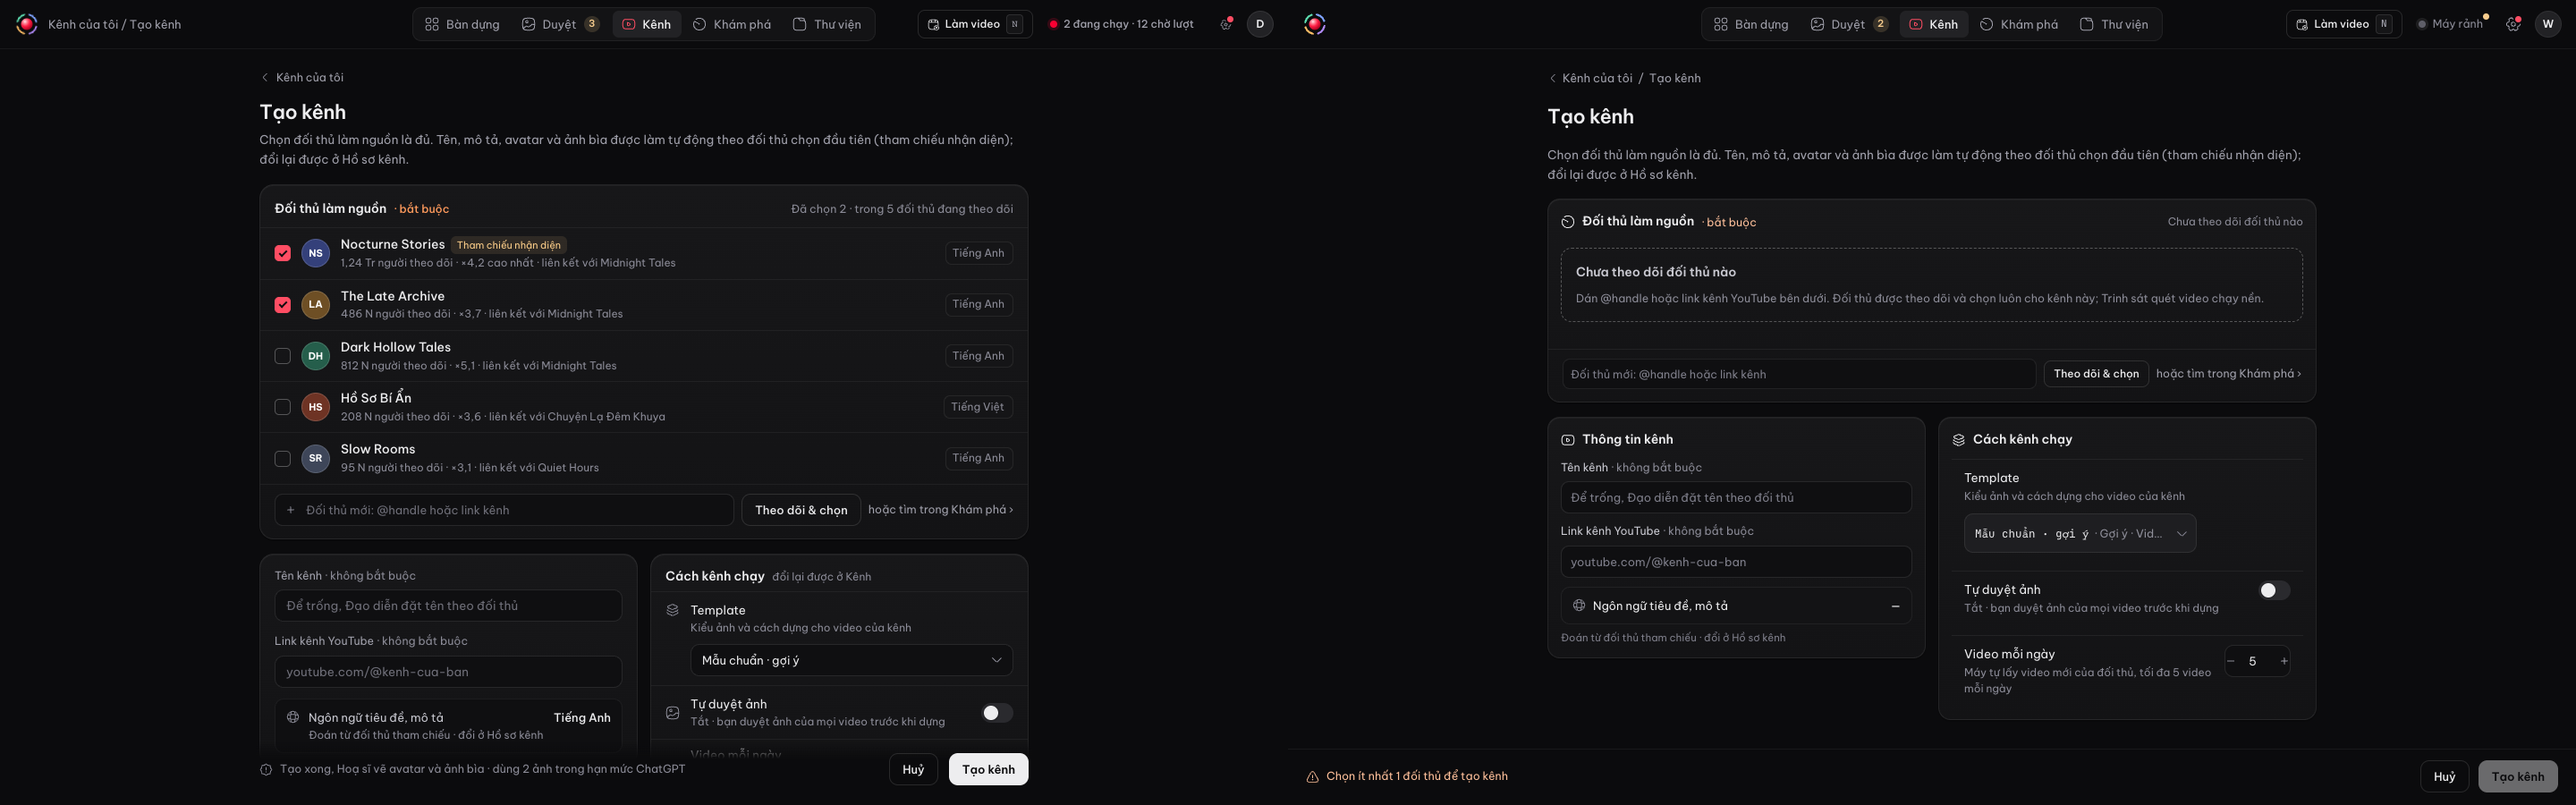 Kênh của tôi / Tạo kênh
Bàn dựng
Duyệt 3
Kênh
Khám phá
Thư viện
Làm video N
2 đang chạy · 12 chờ lượt
D
Kênh của tôi
Tạo kênh
Chọn đối thủ làm nguồn là đủ. Tên, mô tả, avatar và ảnh bìa được làm tự động theo đối thủ chọn đầu tiên (tham chiếu nhận diện);
đổi lại được ở Hồ sơ kênh.
Đối thủ làm nguồn · bắt buộc
Đã chọn 2 · trong 5 đối thủ đang theo dõi
NS
Nocturne Stories Tham chiếu nhận diện
1,24 Tr người theo dõi · ×4,2 cao nhất · liên kết với Midnight Tales
Tiếng Anh
LA
The Late Archive
486 N người theo dõi · ×3,7 · liên kết với Midnight Tales
Tiếng Anh
DH
Dark Hollow Tales
812 N người theo dõi · ×5,1 · liên kết với Midnight Tales
Tiếng Anh
HS
Hồ Sơ Bí Ẩn
208 N người theo dõi · ×3,6 · liên kết với Chuyện Lạ Đêm Khuya
Tiếng Việt
SR
Slow Rooms
95 N người theo dõi · ×3,1 · liên kết với Quiet Hours
Tiếng Anh
+ Đối thủ mới: @handle hoặc link kênh
Theo dõi & chọn
hoặc tìm trong Khám phá ›
Tên kênh · không bắt buộc
Để trống, Đạo diễn đặt tên theo đối thủ
Link kênh YouTube · không bắt buộc
youtube.com/@kenh-cua-ban
Ngôn ngữ tiêu đề, mô tả
Tiếng Anh
Đoán từ đối thủ tham chiếu · đổi ở Hồ sơ kênh
Cách kênh chạy đổi lại được ở Kênh
Template
Kiểu ảnh và cách dựng cho video của kênh
Mẫu chuẩn · gợi ý
Tự duyệt ảnh
Tắt · bạn duyệt ảnh của mọi video trước khi dựng
Video mỗi ngày
Tạo xong, Hoạ sĩ vẽ avatar và ảnh bìa · dùng 2 ảnh trong hạn mức ChatGPT
Huỷ
Tạo kênh
Bàn dựng
Duyệt 2
Kênh
Khám phá
Thư viện
Làm video N
Máy rảnh
W
Kênh của tôi / Tạo kênh
Tạo kênh
Chọn đối thủ làm nguồn là đủ. Tên, mô tả, avatar và ảnh bìa được làm tự động theo đối thủ chọn đầu tiên (tham chiếu nhận diện);
đổi lại được ở Hồ sơ kênh.
Đối thủ làm nguồn · bắt buộc
Chưa theo dõi đối thủ nào
Chưa theo dõi đối thủ nào
Dán @handle hoặc link kênh YouTube bên dưới. Đối thủ được theo dõi và chọn luôn cho kênh này; Trinh sát quét video chạy nền.
Đối thủ mới: @handle hoặc link kênh
Theo dõi & chọn
hoặc tìm trong Khám phá ›
Thông tin kênh
Tên kênh · không bắt buộc
Để trống, Đạo diễn đặt tên theo đối thủ
Link kênh YouTube · không bắt buộc
youtube.com/@kenh-cua-ban
Ngôn ngữ tiêu đề, mô tả
–
Đoán từ đối thủ tham chiếu · đổi ở Hồ sơ kênh
Cách kênh chạy
Template
Kiểu ảnh và cách dựng cho video của kênh
Mẫu chuẩn · gợi ý · Gợi ý · Vid...
Tự duyệt ảnh
Tắt · bạn duyệt ảnh của mọi video trước khi dựng
Video mỗi ngày
Máy tự lấy video mới của đối thủ, tối đa 5 video
mỗi ngày
− 5 +
Chọn ít nhất 1 đối thủ để tạo kênh
Huỷ
Tạo kênh